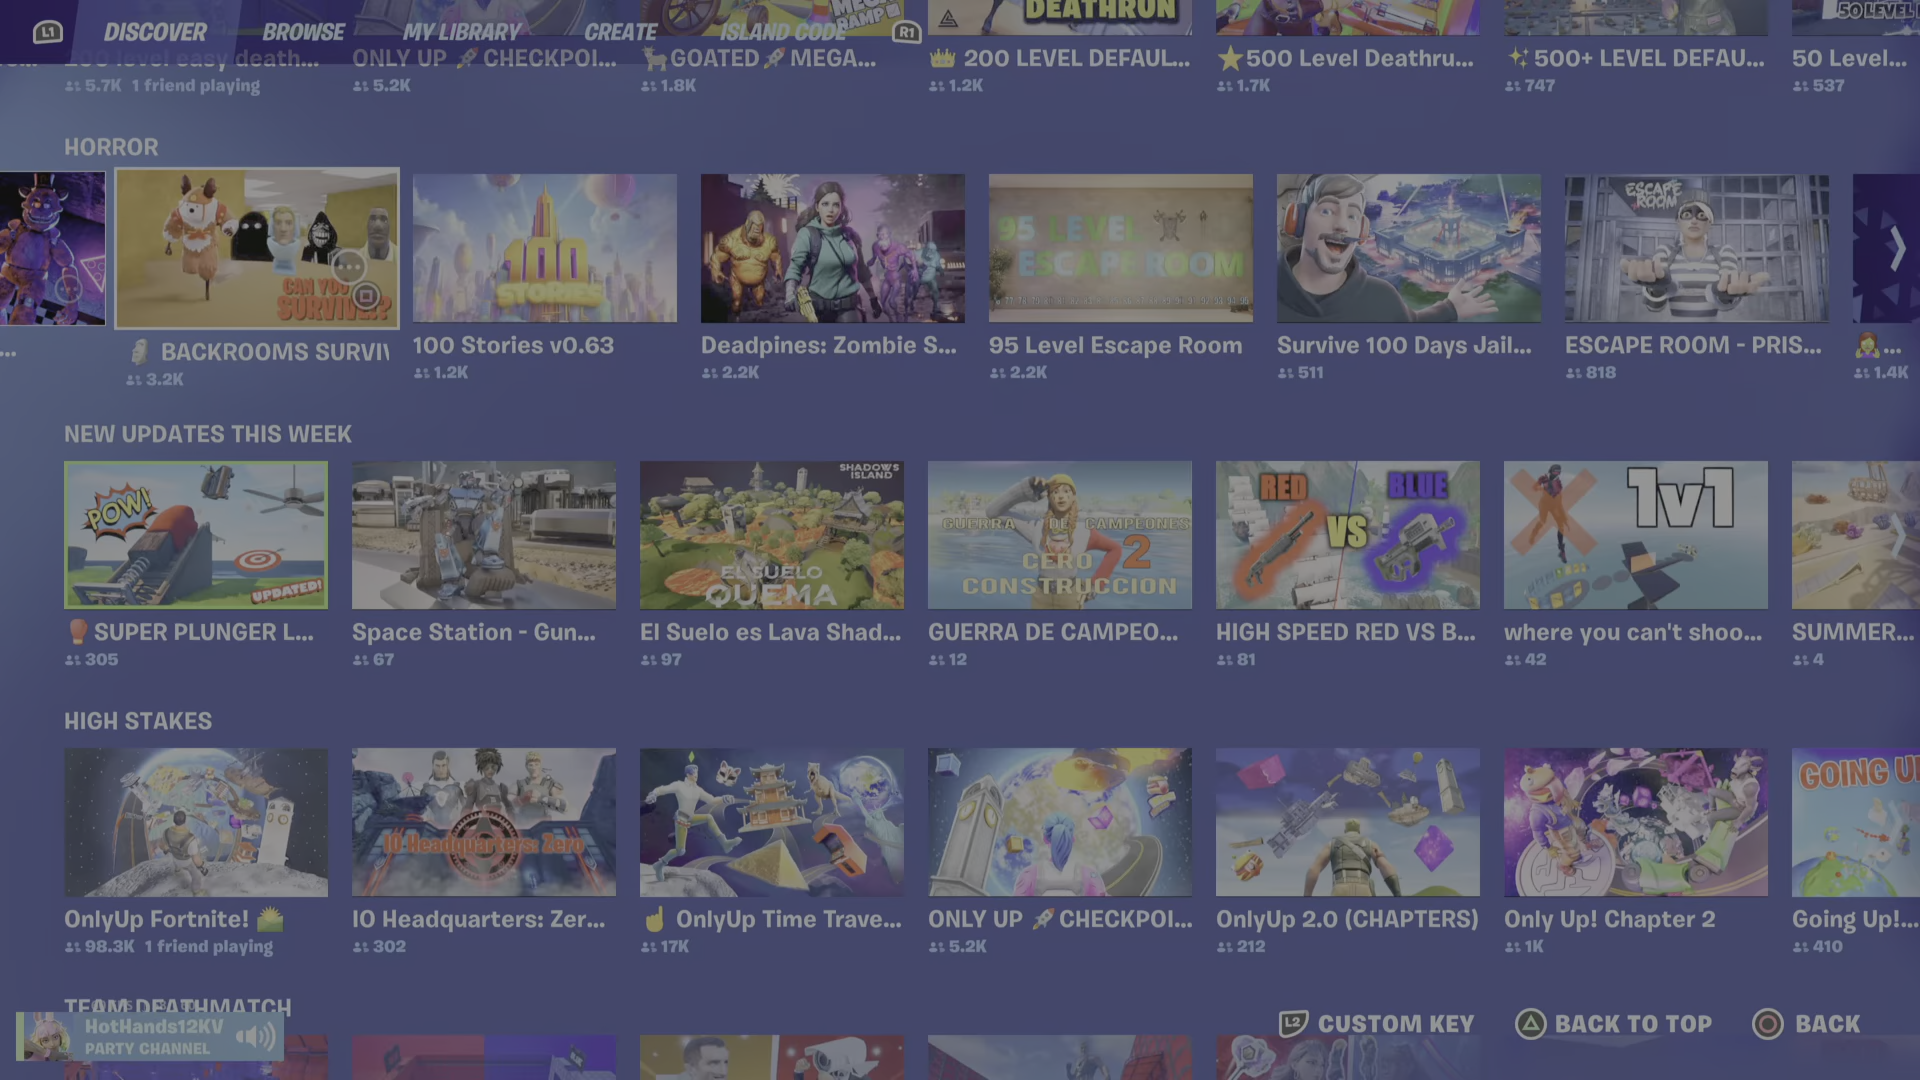 L1 DISCOVER BROWSE MY LIBRARY CREATE ISLAND CODE R1
DEATHRUN
50 LEVEL
200 level easy death...
ONLY UP 🚀 CHECKPOI...
🐐GOATED🚀MEGA...
👑 200 LEVEL DEFAUL...
⭐500 Level Deathru...
✨500+ LEVEL DEFAU...
50 Level...
5.7K 1 friend playing
5.2K
1.8K
1.2K
1.7K
747
537
HORROR
CAN YOU
SURVIVE!?
100
STORIES
95 LEVEL
ESCAPE ROOM
ESCAPE
ROOM
...
🗿 BACKROOMS SURVIV
100 Stories v0.63
Deadpines: Zombie S...
95 Level Escape Room
Survive 100 Days Jail...
ESCAPE ROOM - PRIS...
...
3.2K
1.2K
2.2K
2.2K
511
818
1.4K
NEW UPDATES THIS WEEK
POW!
UPDATED!
SHADOWS
ISLAND
EL SUELO
QUEMA
GUERRA DE CAMPEONES
CERO 2
CONSTRUCCION
RED VS BLUE
1v1
🥊SUPER PLUNGER L...
Space Station - Gun...
El Suelo es Lava Shad...
GUERRA DE CAMPEO...
HIGH SPEED RED VS B...
where you can't shoo...
SUMMER...
305
67
97
12
81
42
4
HIGH STAKES
IO Headquarters: Zero
GOING UP
OnlyUp Fortnite! 🌄
IO Headquarters: Zer...
☝ OnlyUp Time Trave...
ONLY UP 🚀CHECKPOI...
OnlyUp 2.0 (CHAPTERS)
Only Up! Chapter 2
Going Up!...
98.3K 1 friend playing
302
17K
5.2K
212
1K
410
TEAM DEATHMATCH
HotHands12KV
PARTY CHANNEL
L2 CUSTOM KEY
BACK TO TOP
BACK